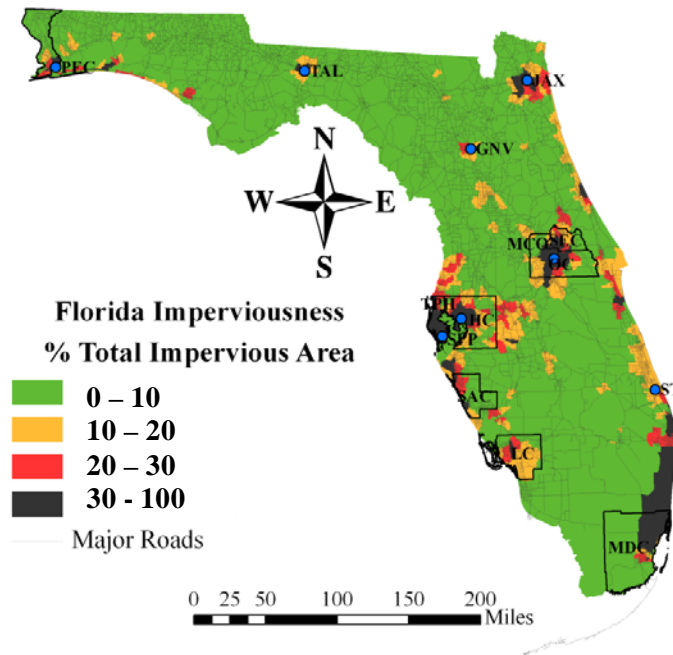 PEC
TAL
JAX
GNV
N
W E
S
MCO SEC
OC
TPH
HC
SPP
SAC
LC
MDC
Florida Imperviousness
% Total Impervious Area
0 – 10
10 – 20
20 – 30
30 - 100
Major Roads
0 25 50 100 150 200
Miles